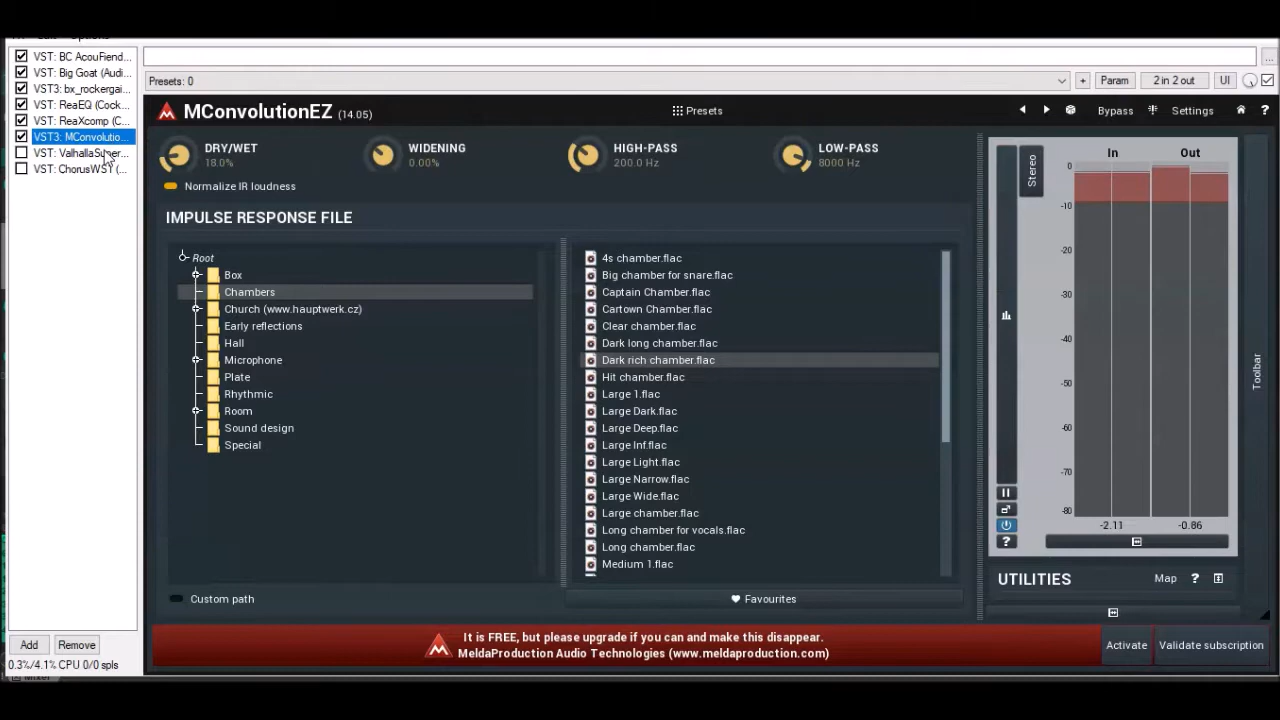 VST: BC AcouFiend...
VST: Big Goat (Audi...
VST3: bx_rockergai...
VST: ReaEQ (Cock...
VST: ReaXcomp (C...
VST3: MConvolutio...
VST: ValhallaSuper...
VST: ChorusWS1 (...
Add Remove
0.3%/4.1% CPU 0/0 spls
...
Presets: 0 + Param 2 in 2 out UI
MConvolutionEZ (14.05) Presets Bypass Settings ?
DRY/WET
18.0%
WIDENING
0.00%
HIGH-PASS
200.0 Hz
LOW-PASS
8000 Hz
Normalize IR loudness
IMPULSE RESPONSE FILE
Root
Box
Chambers
Church (www.hauptwerk.cz)
Early reflections
Hall
Microphone
Plate
Rhythmic
Room
Sound design
Special
Custom path
4s chamber.flac
Big chamber for snare.flac
Captain Chamber.flac
Cartown Chamber.flac
Clear chamber.flac
Dark long chamber.flac
Dark rich chamber.flac
Hit chamber.flac
Large 1.flac
Large Dark.flac
Large Deep.flac
Large Inf.flac
Large Light.flac
Large Narrow.flac
Large Wide.flac
Large chamber.flac
Long chamber for vocals.flac
Long chamber.flac
Medium 1.flac
Favourites
Stereo
In Out
0
-10
-20
-30
-40
-50
-60
-70
-80
-2.11 -0.86
?
Toolbar
UTILITIES Map ?
It is FREE, but please upgrade if you can and make this disappear.
MeldaProduction Audio Technologies (www.meldaproduction.com)
Activate Validate subscription
Mixer